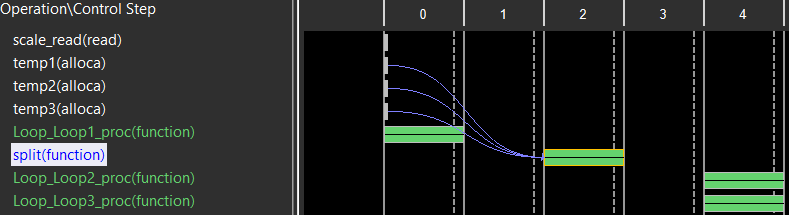 Operation\Control Step
0 1 2 3 4
scale_read(read)
temp1(alloca)
temp2(alloca)
temp3(alloca)
Loop_Loop1_proc(function)
split(function)
Loop_Loop2_proc(function)
Loop_Loop3_proc(function)